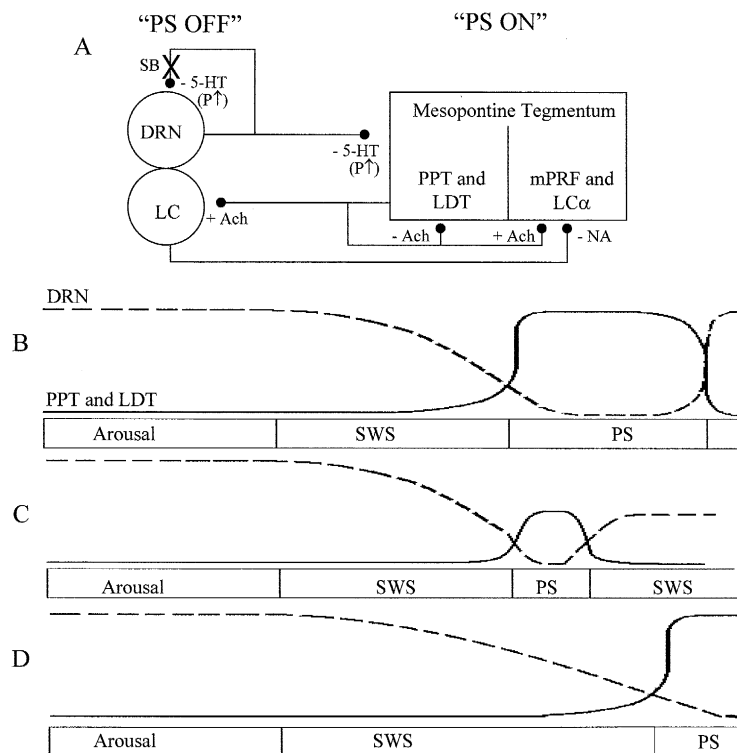 "PS OFF" "PS ON"
A
SB
- 5-HT
(P↑)
DRN
Mesopontine Tegmentum
- 5-HT
(P↑)
PPT and
LDT
mPRF and
LCα
LC
+ Ach
- Ach
+ Ach
- NA
DRN
B
PPT and LDT
Arousal SWS PS
C
Arousal SWS PS SWS
D
Arousal SWS PS